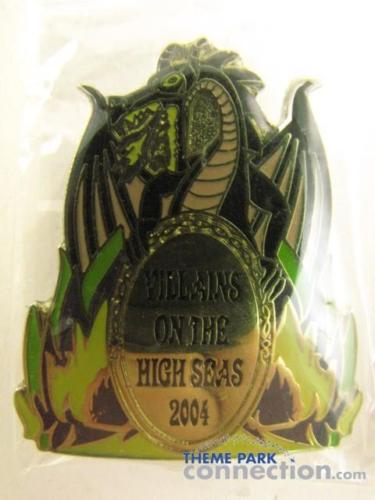 VILLAINS
ON THE
HIGH SEAS
2004
THEME PARK
connection.com